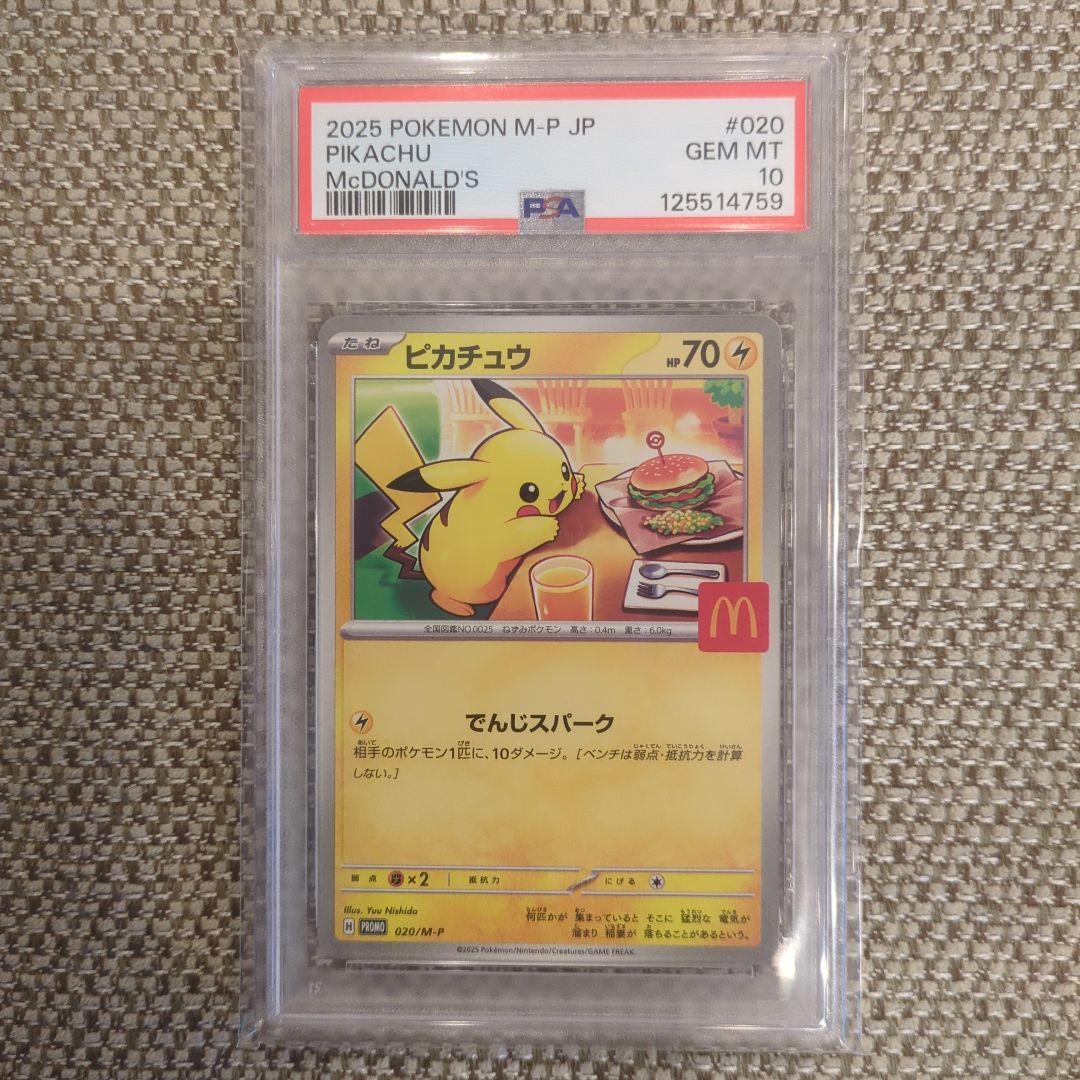 2025 POKEMON M-P JP #020
PIKACHU GEM MT
McDONALD'S 10
PSA 125514759
たね ピカチュウ HP 70
全国図鑑NO.0025 ねずみポケモン 高さ:0.4m 重さ:6.0kg
でんじスパーク
相手のポケモン1匹に、10ダメージ。[ベンチは弱点・抵抗力を計算
しない。]
弱点 ×2 抵抗力 にげる
Illus. Yuu Nishida
何匹かが 集まっていると そこに 猛烈な 電気が
溜まり 稲妻が 落ちることがあるという。
H PROMO 020/M-P
©2025 Pokémon/Nintendo/Creatures/GAME FREAK.